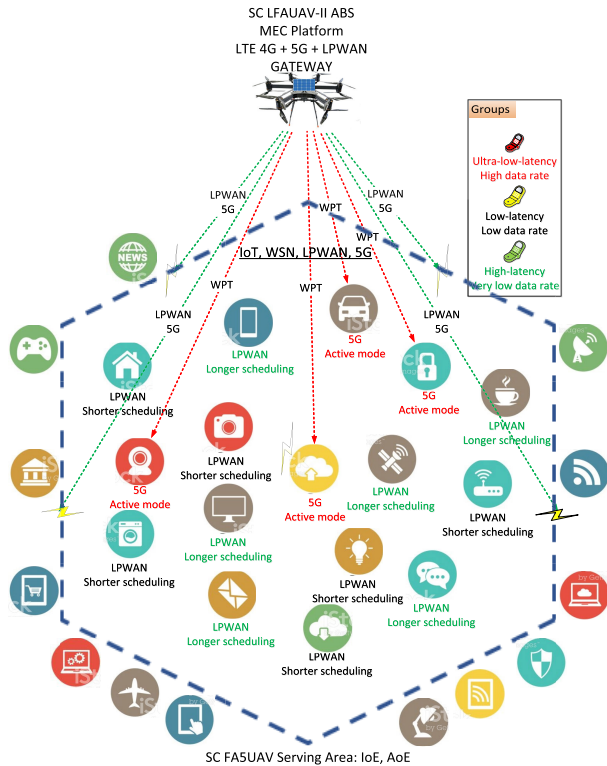 SC LFAUAV-II ABS
MEC Platform
LTE 4G + 5G + LPWAN
GATEWAY
Groups
Ultra-low-latency
High data rate
Low-latency
Low data rate
High-latency
Very low data rate
LPWAN
5G
LPWAN
5G
WPT
WPT
IoT, WSN, LPWAN, 5G
NEWS
WPT
WPT
LPWAN
5G
LPWAN
5G
5G
Active mode
LPWAN
Longer scheduling
5G
Active mode
LPWAN
Shorter scheduling
LPWAN
Longer scheduling
LPWAN
Shorter scheduling
5G
Active mode
5G
Active mode
LPWAN
Longer scheduling
LPWAN
Shorter scheduling
LPWAN
Longer scheduling
LPWAN
Shorter scheduling
LPWAN
Shorter scheduling
LPWAN
Longer scheduling
LPWAN
Longer scheduling
LPWAN
Shorter scheduling
SC FA5UAV Serving Area: IoE, AoE